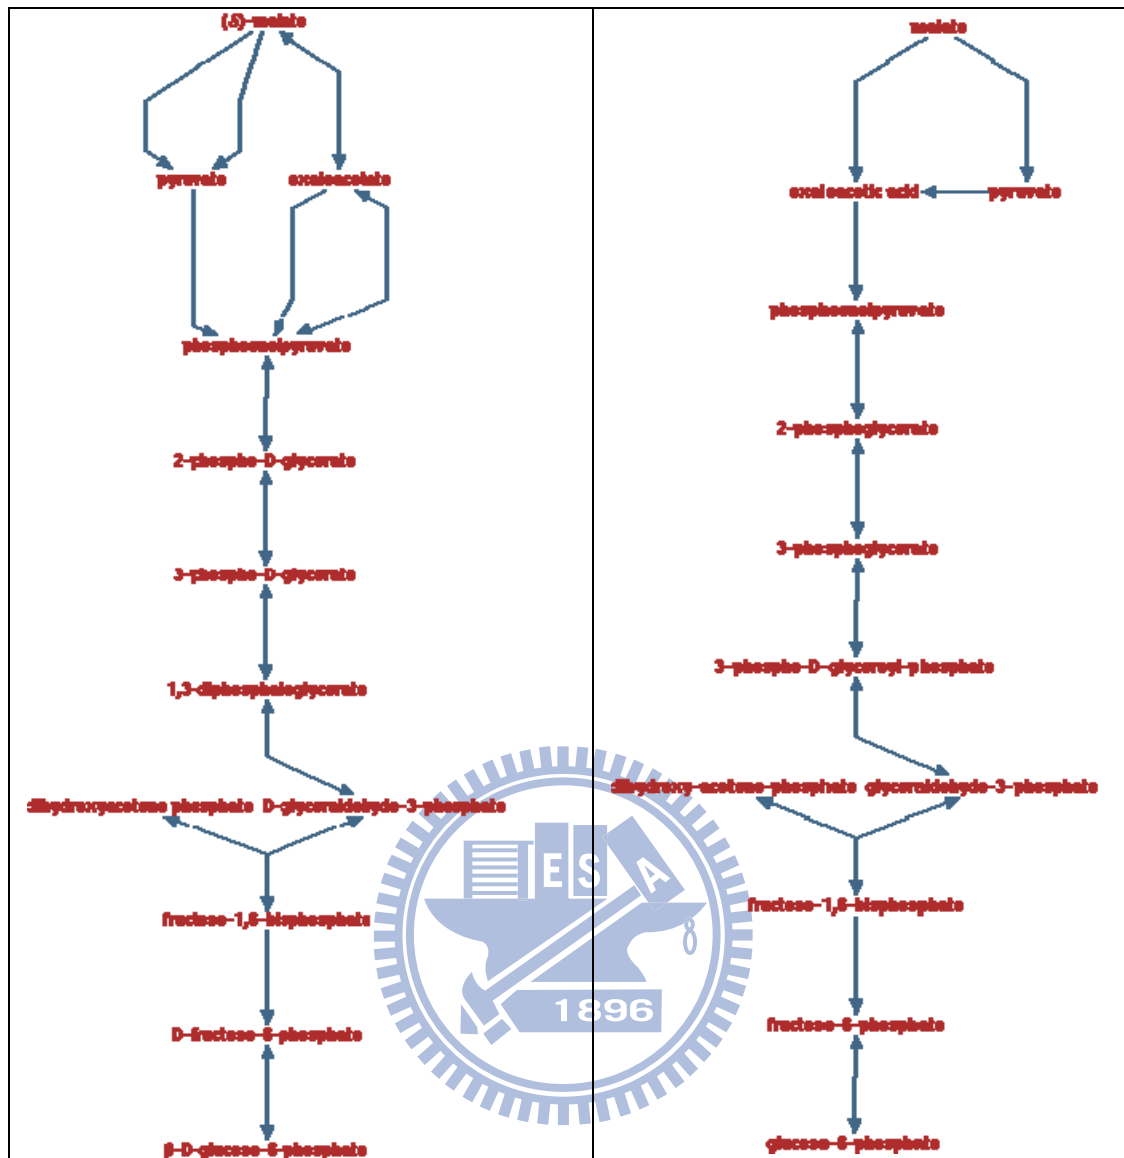 (δ)-malate
pyruvate
oxaloacetate
phosphoenolpyruvate
2-phospho-D-glycerate
3-phospho-D-glycerate
1,3-diphosphateglycerate
dihydroxyacetone phosphate D-glyceraldehyde-3-phosphate
fructose-1,6-bisphosphate
D-fructose-6-phosphate
β-D-glucose-6-phosphate
malate
oxaloacetic acid
pyruvate
phosphoenolpyruvate
2-phosphoglycerate
3-phosphoglycerate
3-phospho-D-glyceroyl-phosphate
dihydroxy-acetone-phosphate glyceraldehyde-3-phosphate
fructose-1,6-bisphosphate
fructose-6-phosphate
glucose-6-phosphate
E S A
1896